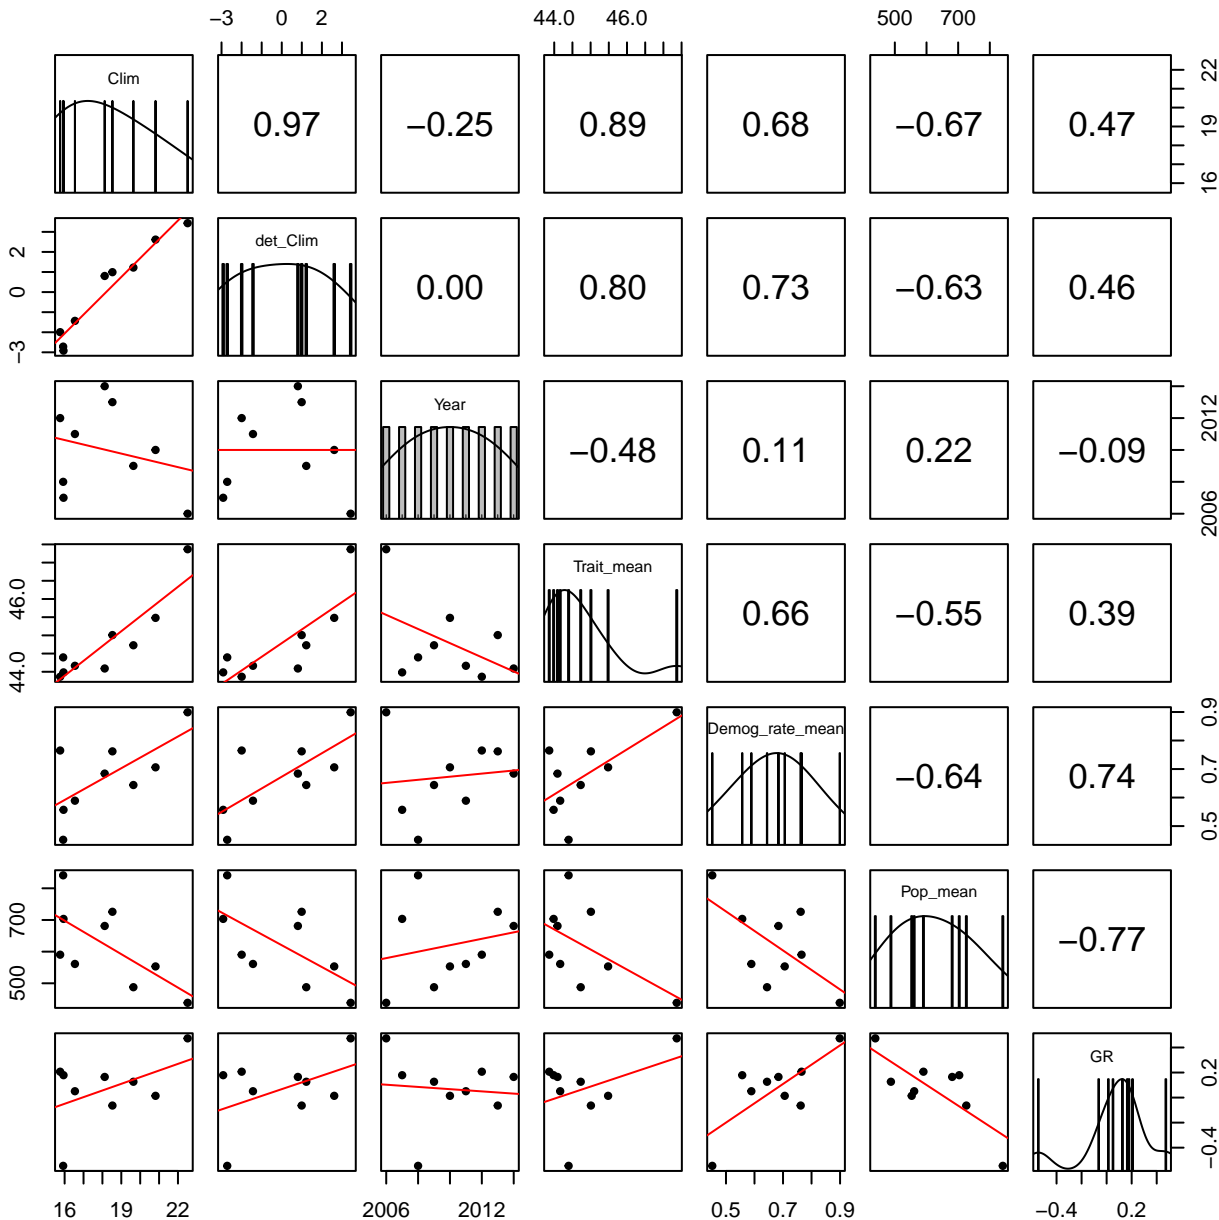 −3 0 2 44.0 46.0 500 700
Clim 0.97 −0.25 0.89 0.68 −0.67 0.47 16 19 22
−3 0 2 det_Clim 0.00 0.80 0.73 −0.63 0.46
Year −0.48 0.11 0.22 −0.09 2006 2012
44.0 46.0 Trait_mean 0.66 −0.55 0.39
Demog_rate_mean −0.64 0.74 0.5 0.7 0.9
500 700 Pop_mean −0.77
GR −0.4 0.2
16 19 22 2006 2012 0.5 0.7 0.9 −0.4 0.2